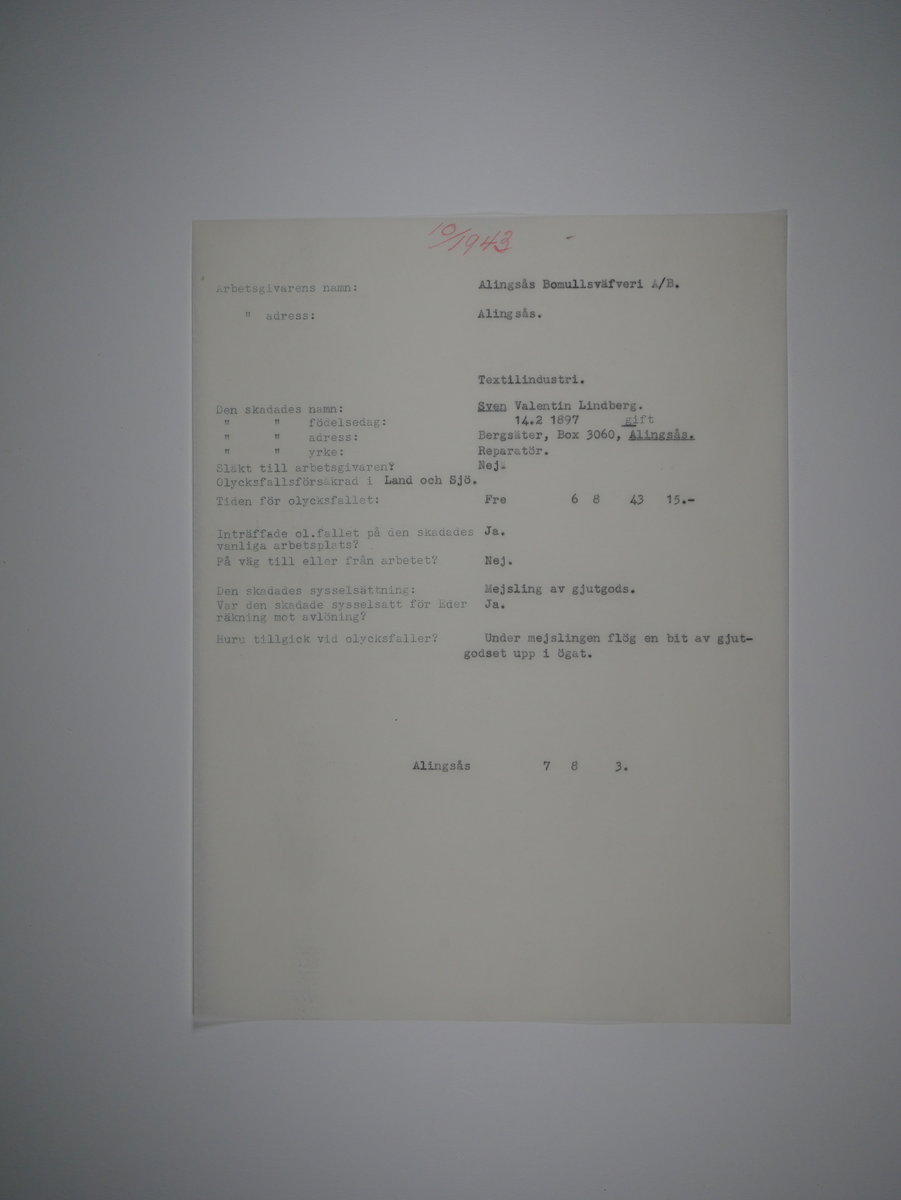 10/1943
Arbetsgivarens namn: Alingsås Bomullsväfveri A/B.
" adress: Alingsås.
Textilindustri.
Den skadades namn: Sven Valentin Lindberg.
" " födelsedag: 14.2 1897 gift
" " adress: Bergsäter, Box 3060, Alingsås.
" " yrke: Reparatör.
Släkt till arbetsgivaren? Nej.
Olycksfallsförsäkrad i Land och Sjö.
Tiden för olycksfallet: Fre 6 8 43 15.-
Inträffade ol.fallet på den skadades Ja.
vanliga arbetsplats?
På väg till eller från arbetet? Nej.
Den skadades sysselsättning: Mejsling av gjutgods.
Var den skadade sysselsatt för Eder Ja.
räkning mot avlöning?
Huru tillgick vid olycksfaller? Under mejslingen flög en bit av gjut-
godset upp i ögat.
Alingsås 7 8 3.